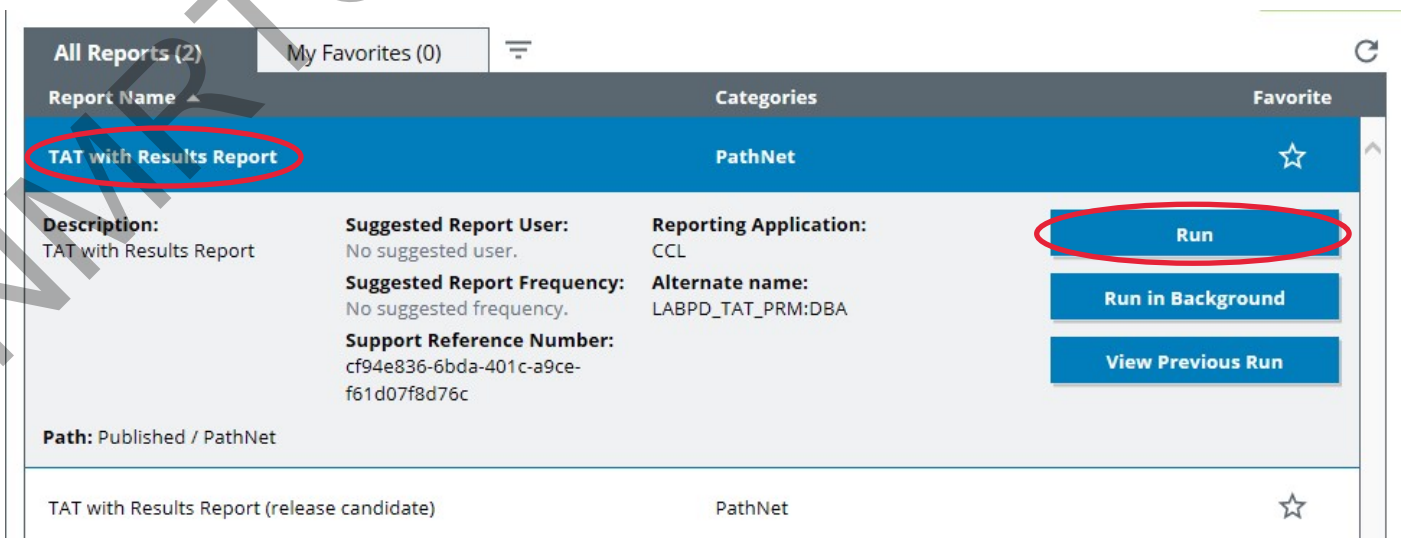 All Reports (2)
My Favorites (0)
Report Name
Categories
Favorite
TAT with Results Report
PathNet
Description:
TAT with Results Report
Suggested Report User:
No suggested user.
Suggested Report Frequency:
No suggested frequency.
Support Reference Number:
cf94e836-6bda-401c-a9ce-
f61d07f8d76c
Reporting Application:
CCL
Alternate name:
LABPD_TAT_PRM:DBA
Run
Run in Background
View Previous Run
Path: Published / PathNet
TAT with Results Report (release candidate)
PathNet